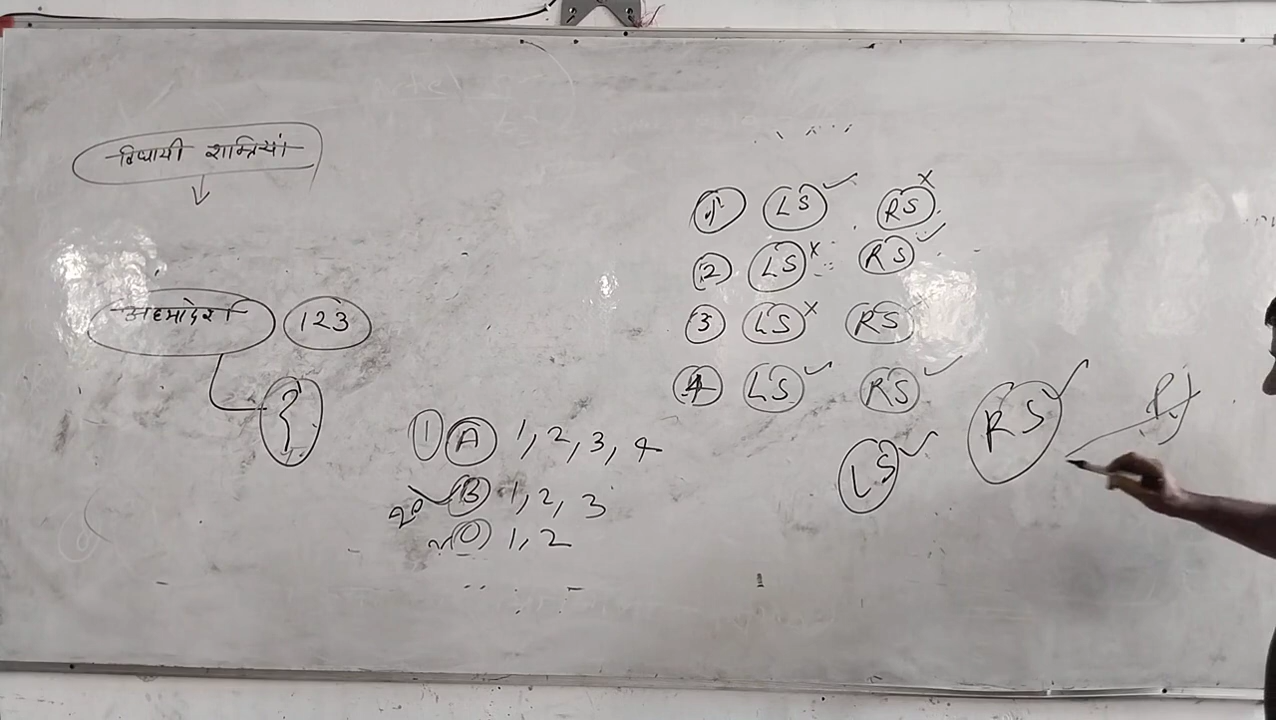 विधायी शक्तियां
अध्यादेश 123
1 A 1, 2, 3, 4
B 1, 2, 3
1, 2
1 LS ✓ RS x
2 LS x RS ✓
3 LS x RS
4 LS ✓ RS ✓
LS ✓ RS ✓